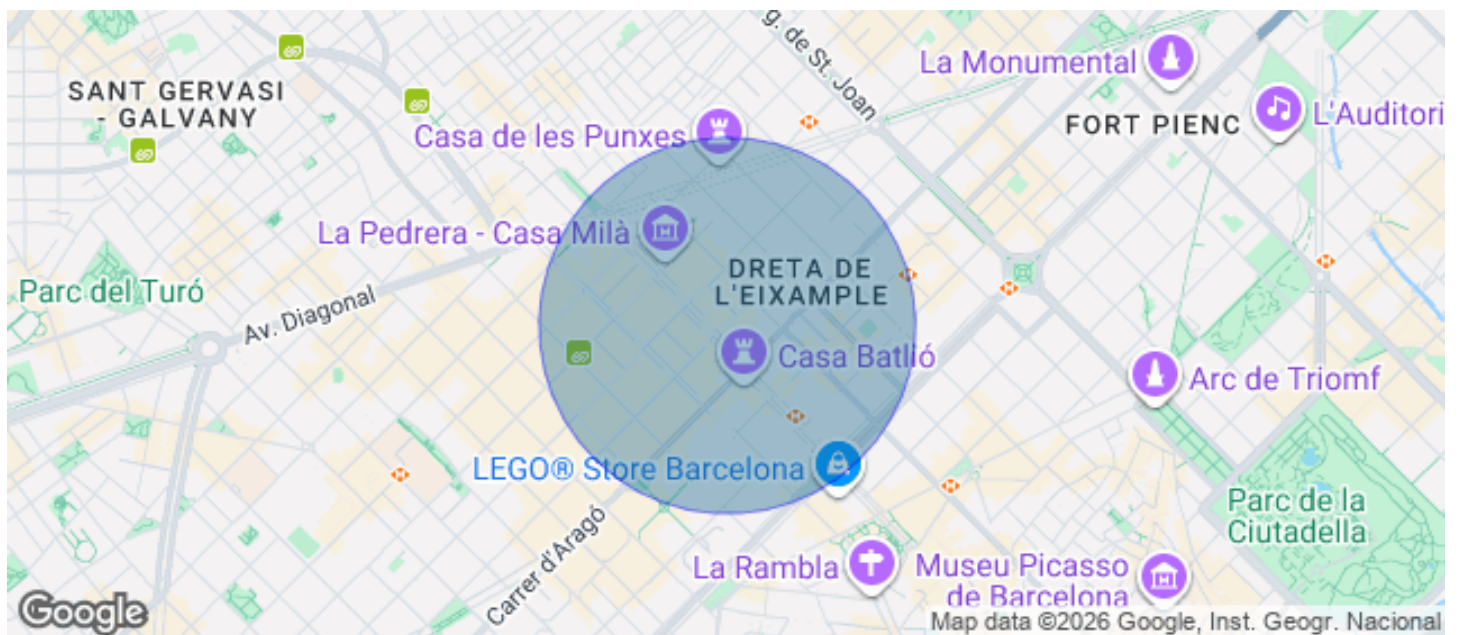 g. de St. Joan
La Monumental
SANT GERVASI
- GALVANY
FORT PIENC
L'Auditori
Casa de les Punxes
La Pedrera - Casa Milà
DRETA DE
L'EIXAMPLE
Parc del Turó
Av. Diagonal
Casa Batlló
Arc de Triomf
LEGO® Store Barcelona
Parc de la
Ciutadella
Carrer d'Aragó
La Rambla
Museu Picasso
de Barcelona
Google
Map data ©2026 Google, Inst. Geogr. Nacional